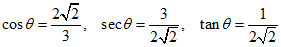 cosθ = 2√2/3, secθ = 3/(2√2), tanθ = 1/(2√2)